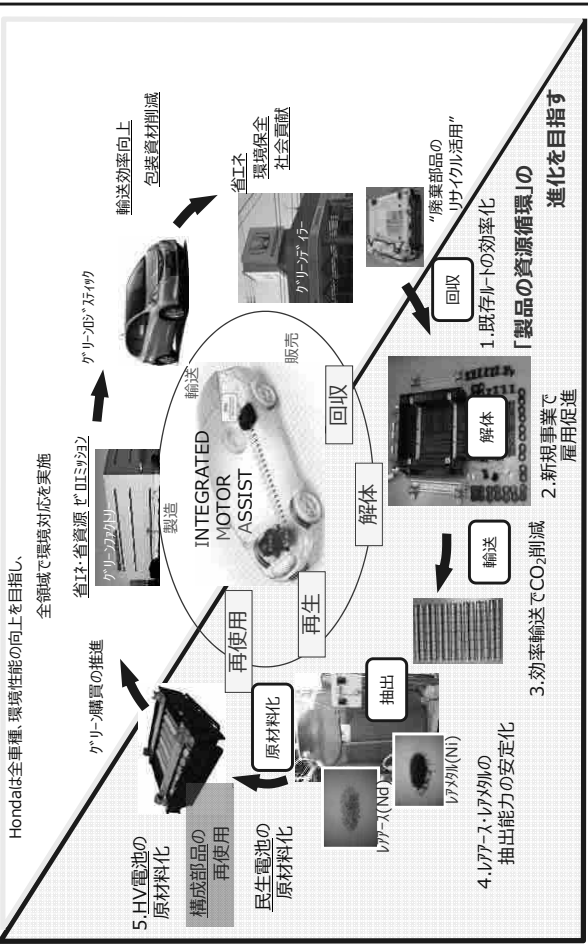 Hondaは全車種、環境性能の向上を目指し、
全領域で環境対応を実施
グリーン購買の推進
省エネ・省資源 ゼロエミッション
グリーンファクトリー
グリーンロジスティック
輸送効率向上
包装資材削減
省エネ
環境保全
社会貢献
グリーンディラー
製造
輸送
販売
INTEGRATED
MOTOR
ASSIST
再使用
再生
解体
回収
“廃棄部品の
リサイクル活用”
回収
1.既存ルートの効率化
「製品の資源循環」の
進化を目指す
解体
2.新規事業で
雇用促進
輸送
3.効率輸送でCO₂削減
抽出
レアアース(Nd)
レアメタル(Ni)
4.レアアース・レアメタルの
抽出能力の安定化
原材料化
5.HV電池の
原材料化
構成部品の
再使用
民生電池の
原材料化